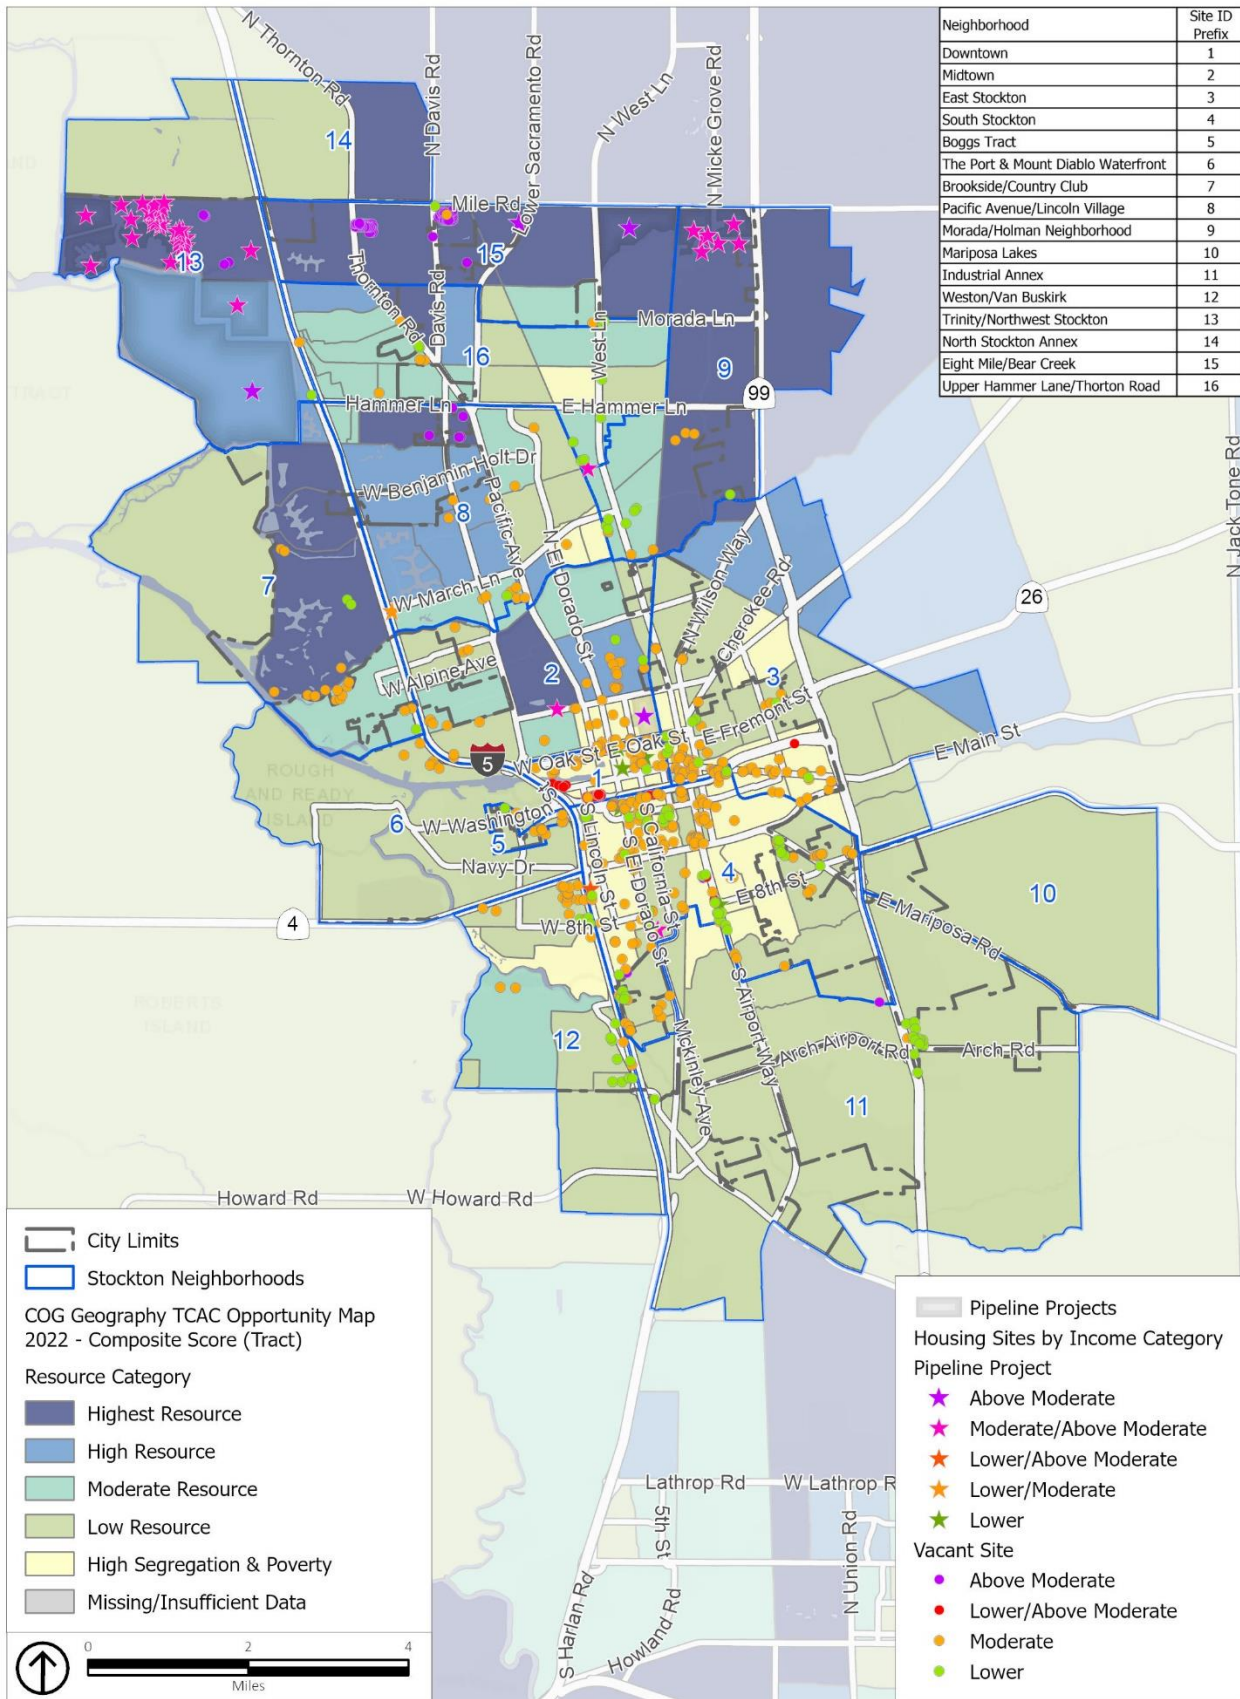 Neighborhood Site ID Prefix
Downtown 1
Midtown 2
East Stockton 3
South Stockton 4
Boggs Tract 5
The Port & Mount Diablo Waterfront 6
Brookside/Country Club 7
Pacific Avenue/Lincoln Village 8
Morada/Holman Neighborhood 9
Mariposa Lakes 10
Industrial Annex 11
Weston/Van Buskirk 12
Trinity/Northwest Stockton 13
North Stockton Annex 14
Eight Mile/Bear Creek 15
Upper Hammer Lane/Thorton Road 16
N Thornton Rd
N Davis Rd
Lower Sacramento Rd
N West Ln
N Micke Grove Rd
14
Mile Rd
13
15
Thornton Rd
Davis Rd
West Ln
Morada Ln
16
9
99
TRACT
Hammer Ln
E Hammer Ln
N Jack Tone Rd
W Benjamin Holt Dr
8
Pacific Ave
N El Dorado St
7
W March Ln
N Wilson Way
Cherokee Rd
26
W Alpine Ave
2
3
E Fremont St
E Main St
5
W Oak St
E Oak St
1
ROUGH
AND READY
ISLAND
6
W Washington St
5
Navy Dr
S Lincoln St
S El Dorado St
S California St
4
E 8th St
10
E Mariposa Rd
4
W 8th St
ROBERTS
ISLAND
12
Mckinley Ave
S Airport Way
Arch Airport Rd
Arch Rd
11
Howard Rd
W Howard Rd
Lathrop Rd
W Lathrop R
5th St
N Union Rd
S Harlan Rd
Howland Rd
City Limits
Stockton Neighborhoods
COG Geography TCAC Opportunity Map
2022 - Composite Score (Tract)
Resource Category
Highest Resource
High Resource
Moderate Resource
Low Resource
High Segregation & Poverty
Missing/Insufficient Data
0 2 4
Miles
Pipeline Projects
Housing Sites by Income Category
Pipeline Project
Above Moderate
Moderate/Above Moderate
Lower/Above Moderate
Lower/Moderate
Lower
Vacant Site
Above Moderate
Lower/Above Moderate
Moderate
Lower